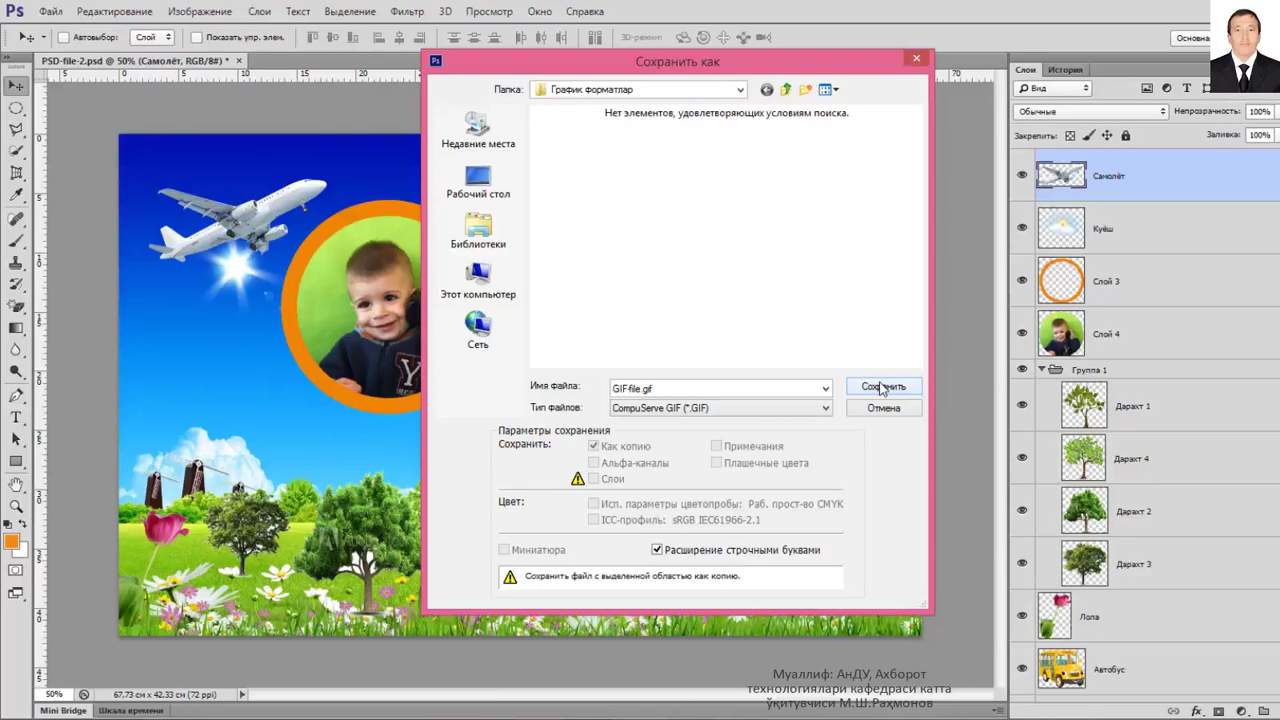 Ps Файл Редактирование Изображение Слои Текст Выделение Фильтр 3D Просмотр Окно Справка
Автовыбор: Слой Показать упр. элем. 3D-режим: Основная
PSD-file-2.psd @ 50% (Самолёт, RGB/8#) * ×
Сохранить как
Папка: График форматлар
Нет элементов, удовлетворяющих условиям поиска.
Недавние места
Рабочий стол
Библиотеки
Этот компьютер
Сеть
Имя файла: GIF-file.gif Сохранить
Тип файлов: CompuServe GIF (*.GIF) Отмена
Параметры сохранения
Сохранить: Как копию Примечания
Альфа-каналы Плашечные цвета
Слои
Цвет: Исп. параметры цветопробы: Раб. прост-во CMYK
ICC-профиль: sRGB IEC61966-2.1
Миниатюра Расширение строчными буквами
Сохранить файл с выделенной областью как копию.
Слои История
Вид
Обычные Непрозрачность: 100%
Закрепить: Заливка: 100%
Самолёт
Куёш
Слой 3
Слой 4
Группа 1
Дарахт 1
Дарахт 4
Дарахт 2
Дарахт 3
Лола
Автобус
50% 67,73 см x 42,33 см (72 ppi)
Mini Bridge Шкала времени
Муаллиф: АнДУ, Ахборот
технологиялари кафедраси катта
ўқитувчиси М.Ш.Раҳмонов